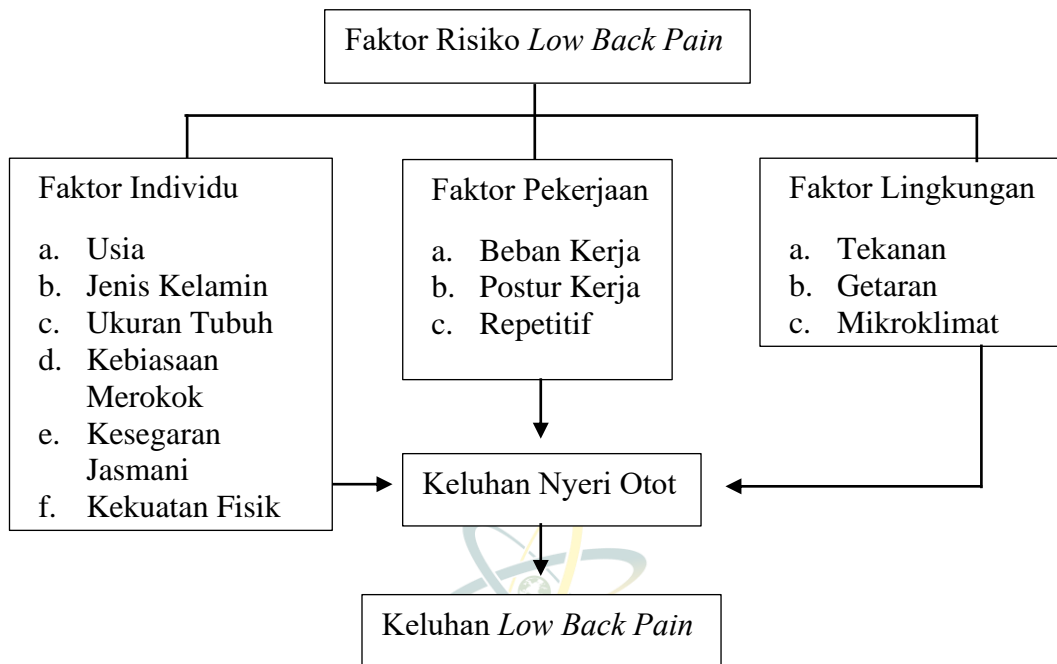 Faktor Risiko Low Back Pain
Faktor Individu
a. Usia
b. Jenis Kelamin
c. Ukuran Tubuh
d. Kebiasaan
Merokok
e. Kesegaran
Jasmani
f. Kekuatan Fisik
Faktor Pekerjaan
a. Beban Kerja
b. Postur Kerja
c. Repetitif
Faktor Lingkungan
a. Tekanan
b. Getaran
c. Mikroklimat
Keluhan Nyeri Otot
Keluhan Low Back Pain